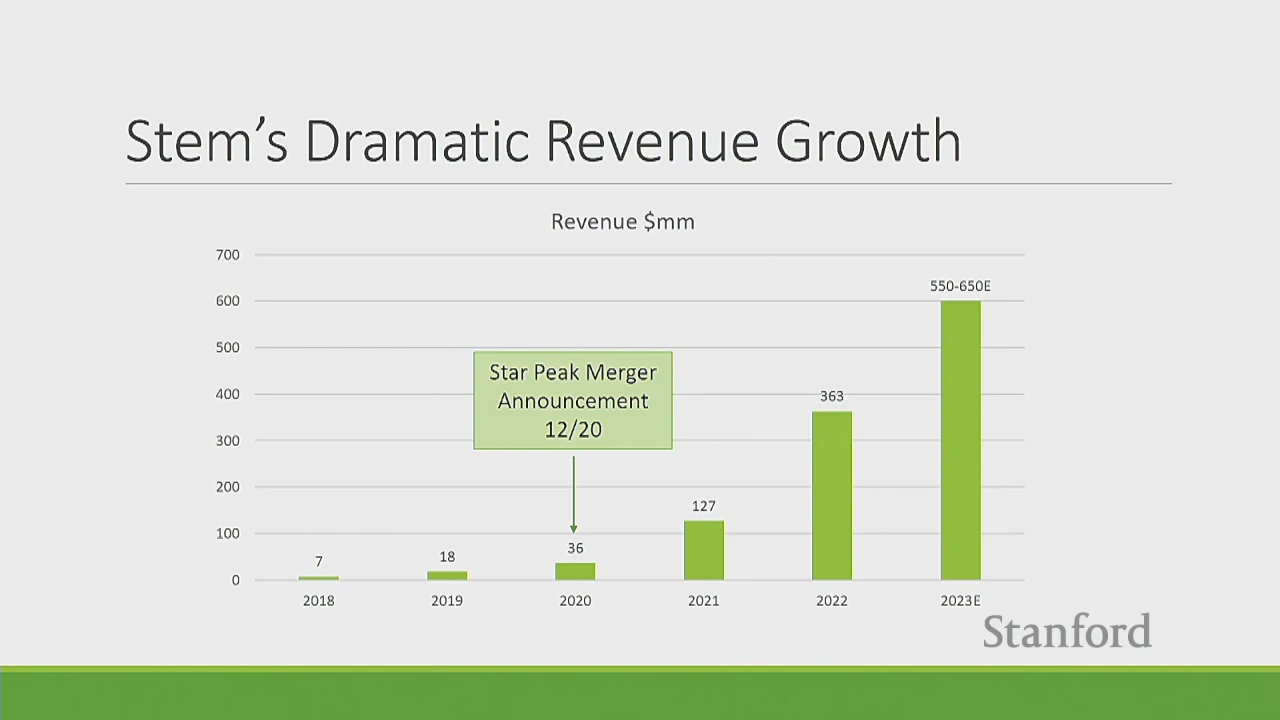 Stem’s Dramatic Revenue Growth
Revenue $mm
700
600
500
400
300
200
100
0
7
18
36
127
363
550-650E
Star Peak Merger
Announcement
12/20
2018
2019
2020
2021
2022
2023E
Stanford